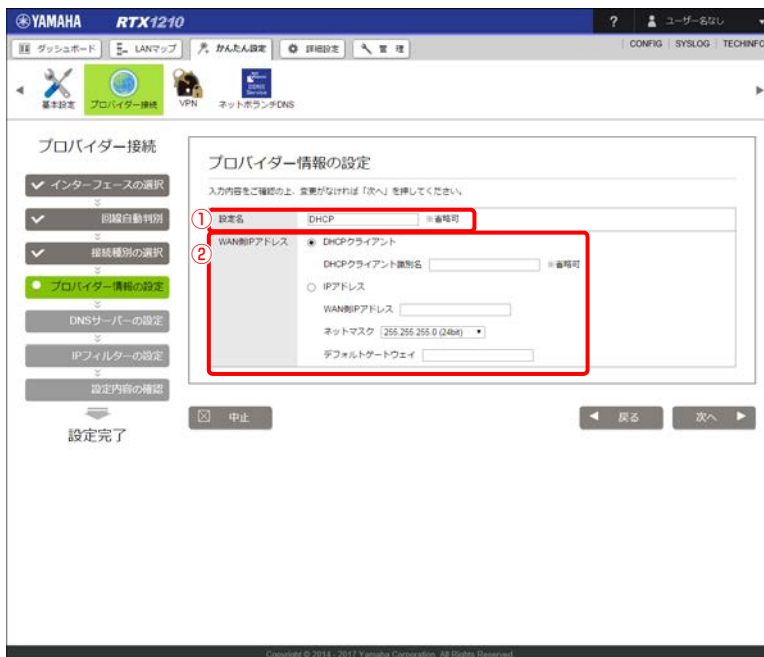 YAMAHA RTX1210 ? ユーザー名なし
ダッシュボード LANマップ かんたん設定 詳細設定 管 理 CONFIG SYSLOG TECHINFO
基本設定 プロバイダー接続 VPN ネットボランチDNS
DDNS Service
プロバイダー接続
インターフェースの選択
回線自動判別
接続種別の選択
プロバイダー情報の設定
DNSサーバーの設定
IPフィルターの設定
設定内容の確認
設定完了
プロバイダー情報の設定
入力内容をご確認の上、変更がなければ「次へ」を押してください。
① 設定名 DHCP ※省略可
② WAN側IPアドレス DHCPクライアント
DHCPクライアント識別名 ※省略可
IPアドレス
WAN側IPアドレス
ネットマスク 255.255.255.0 (24bit)
デフォルトゲートウェイ
中止 戻る 次へ
Copyright © 2014 - 2017 Yamaha Corporation. All Rights Reserved.